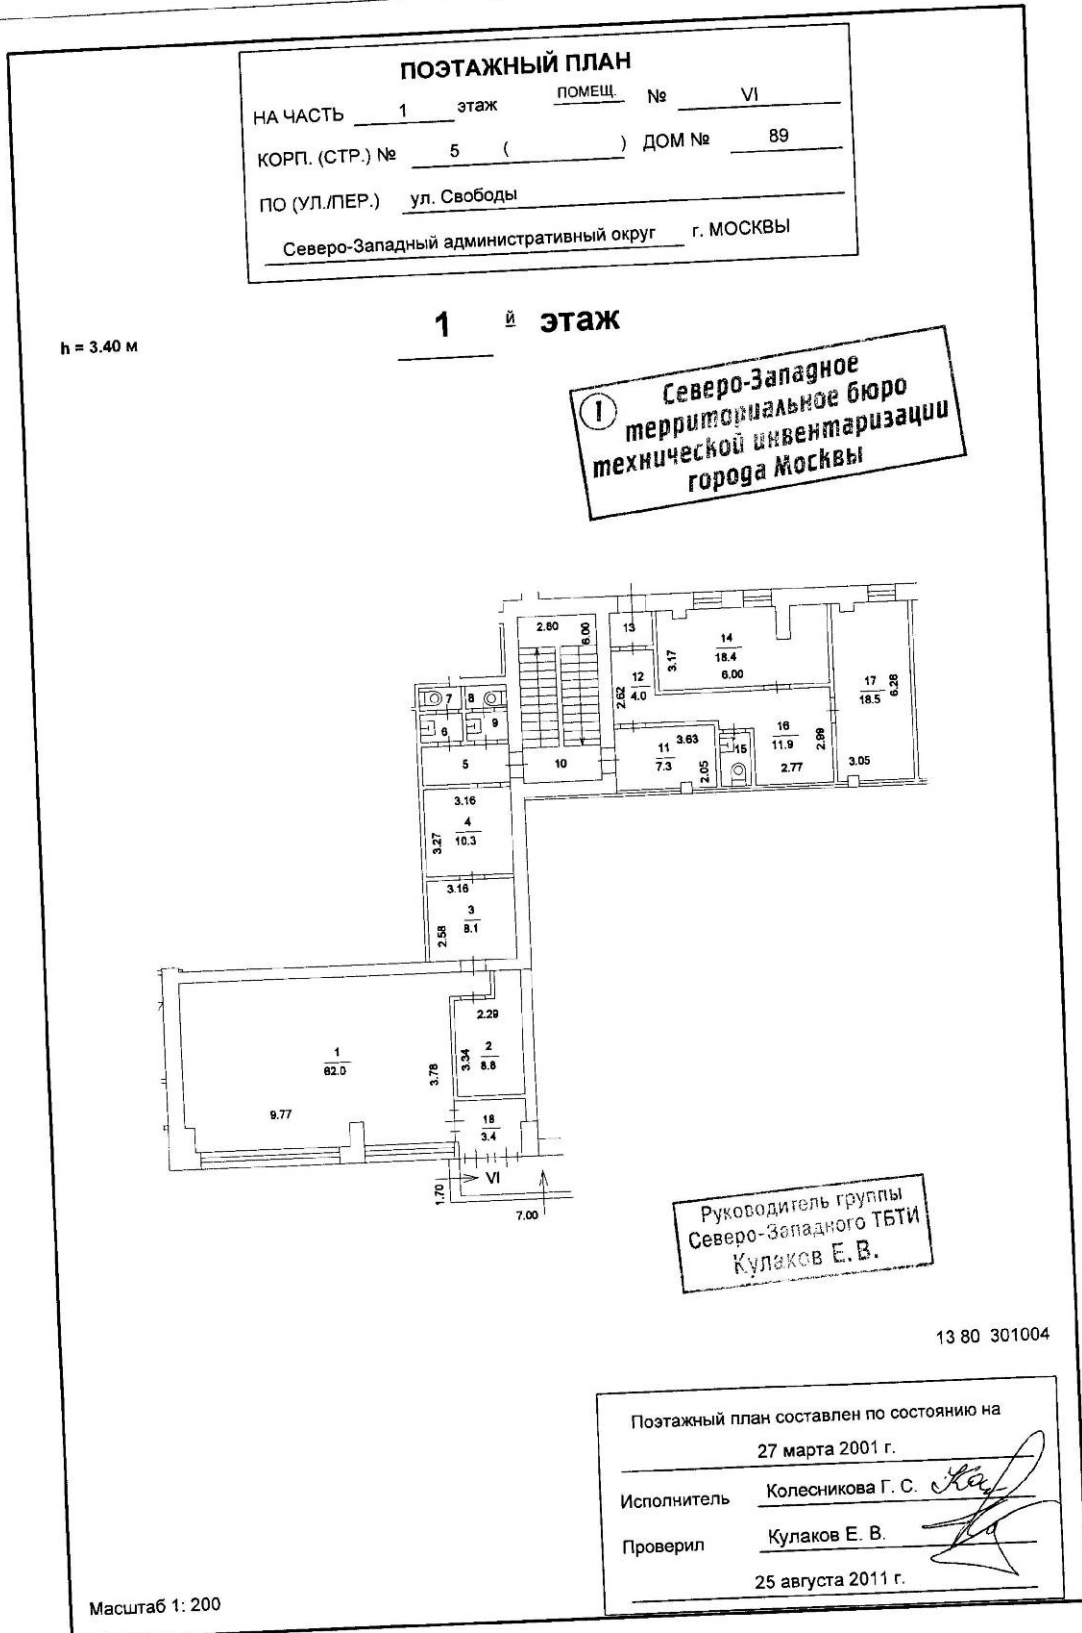 ПОЭТАЖНЫЙ ПЛАН
НА ЧАСТЬ 1 этаж ПОМЕЩ. № VI
КОРП. (СТР.) № 5 ( ) ДОМ № 89
ПО (УЛ./ПЕР.) ул. Свободы
Северо-Западный административный округ г. МОСКВЫ
h = 3.40 м
1 й этаж
1 Северо-Западное
территориальное бюро
технической инвентаризации
города Москвы
2.80 6.00
13
14
18.4
3.17
6.00
12
4.0
2.62
17
18.5
6.28
3.05
7 8
6 9
5
10
11
7.3
3.63
2.05
15
16
11.9
2.99
2.77
3.16
4
10.3
3.27
3.16
3
8.1
2.58
2.29
2
8.8
3.34
1
62.0
3.78
9.77
18
3.4
1.70
VI
7.00
Руководитель группы
Северо-Западного ТБТИ
Кулаков Е. В.
13 80 301004
Поэтажный план составлен по состоянию на
27 марта 2001 г.
Исполнитель Колесникова Г. С.
Проверил Кулаков Е. В.
25 августа 2011 г.
Масштаб 1: 200